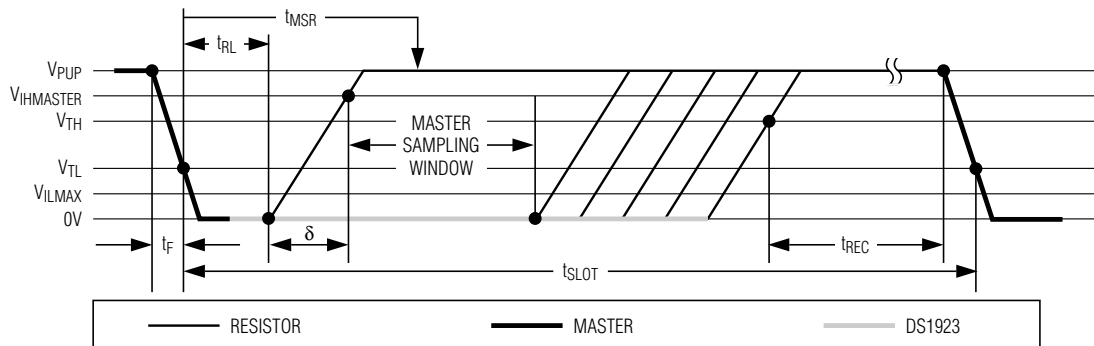 tMSR
tRL
VPUP
VIHMASTER
VTH
MASTER
SAMPLING
WINDOW
VTL
VILMAX
0V
tF
δ
tREC
tSLOT
RESISTOR MASTER DS1923